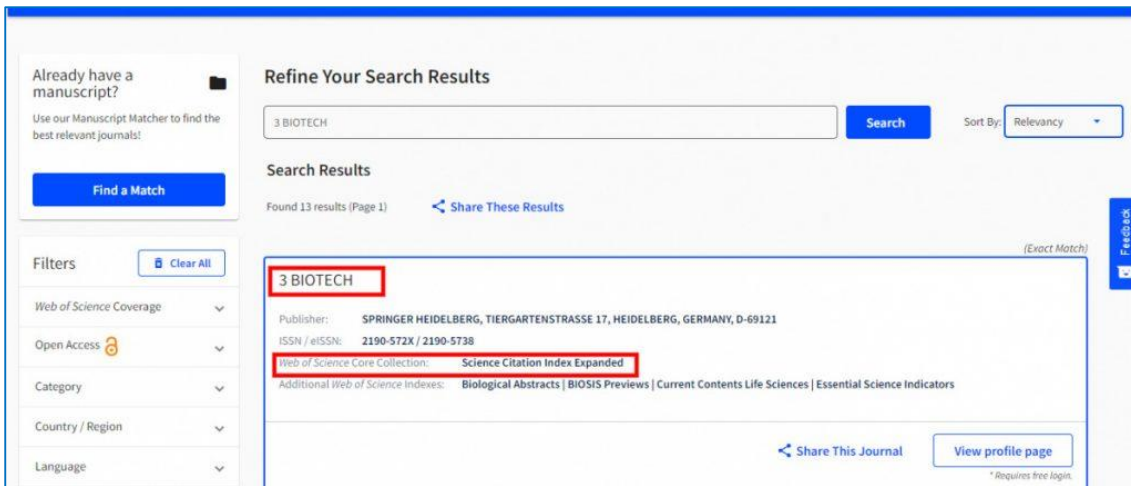 Already have a
manuscript?
Use our Manuscript Matcher to find the
best relevant journals!
Find a Match
Filters
Clear All
Web of Science Coverage
Open Access
Category
Country / Region
Language
Refine Your Search Results
3 BIOTECH
Search
Sort By: Relevancy
Search Results
Found 13 results (Page 1)
Share These Results
(Exact Match)
3 BIOTECH
Publisher: SPRINGER HEIDELBERG, TIERGARTENSTRASSE 17, HEIDELBERG, GERMANY, D-69121
ISSN / eISSN: 2190-572X / 2190-5738
Web of Science Core Collection: Science Citation Index Expanded
Additional Web of Science Indexes: Biological Abstracts | BIOSIS Previews | Current Contents Life Sciences | Essential Science Indicators
Share This Journal
View profile page
* Requires free login.
Feedback